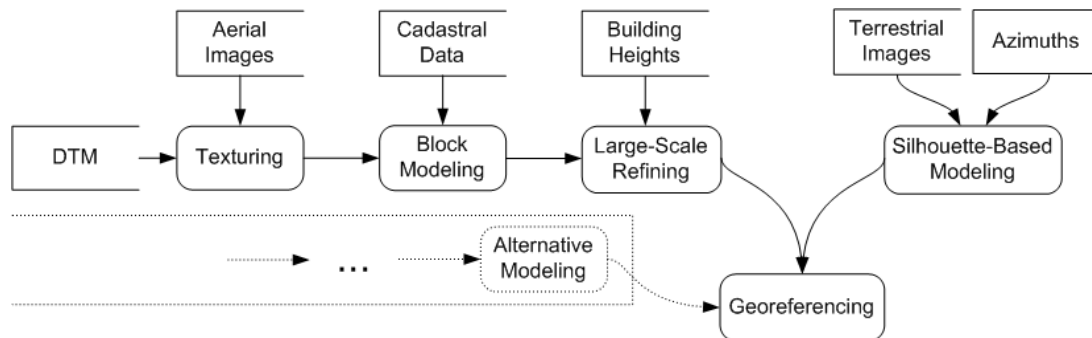 Aerial
Images
Cadastral
Data
Building
Heights
Terrestrial
Images
Azimuths
DTM
Texturing
Block
Modeling
Large-Scale
Refining
Silhouette-Based
Modeling
...
Alternative
Modeling
Georeferencing